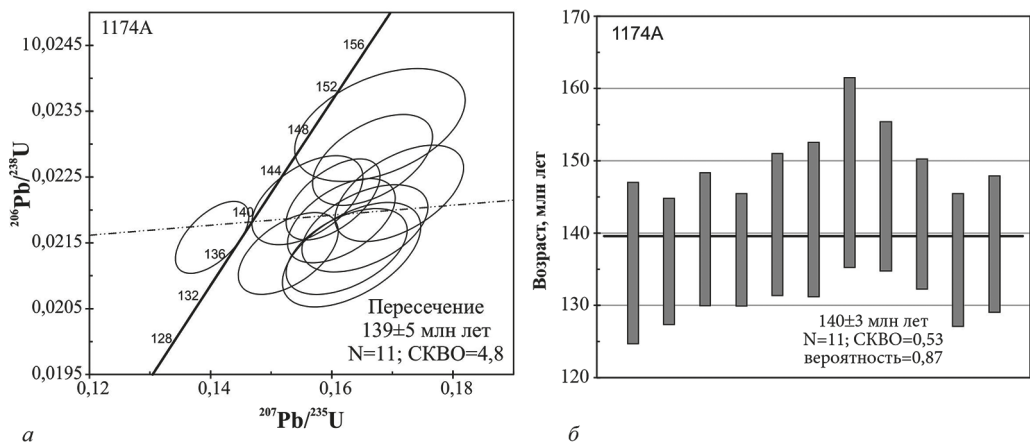 1174А
10,0245
0,0235
0,0225
0,0215
0,0205
0,0195
²⁰⁶Pb/²³⁸U
156
152
148
144
140
136
132
128
Пересечение
139±5 млн лет
N=11; СКВО=4,8
0,12
0,14
0,16
0,18
²⁰⁷Pb/²³⁵U
а
1174А
170
160
150
140
130
120
Возраст, млн лет
140±3 млн лет
N=11; СКВО=0,53
вероятность=0,87
б